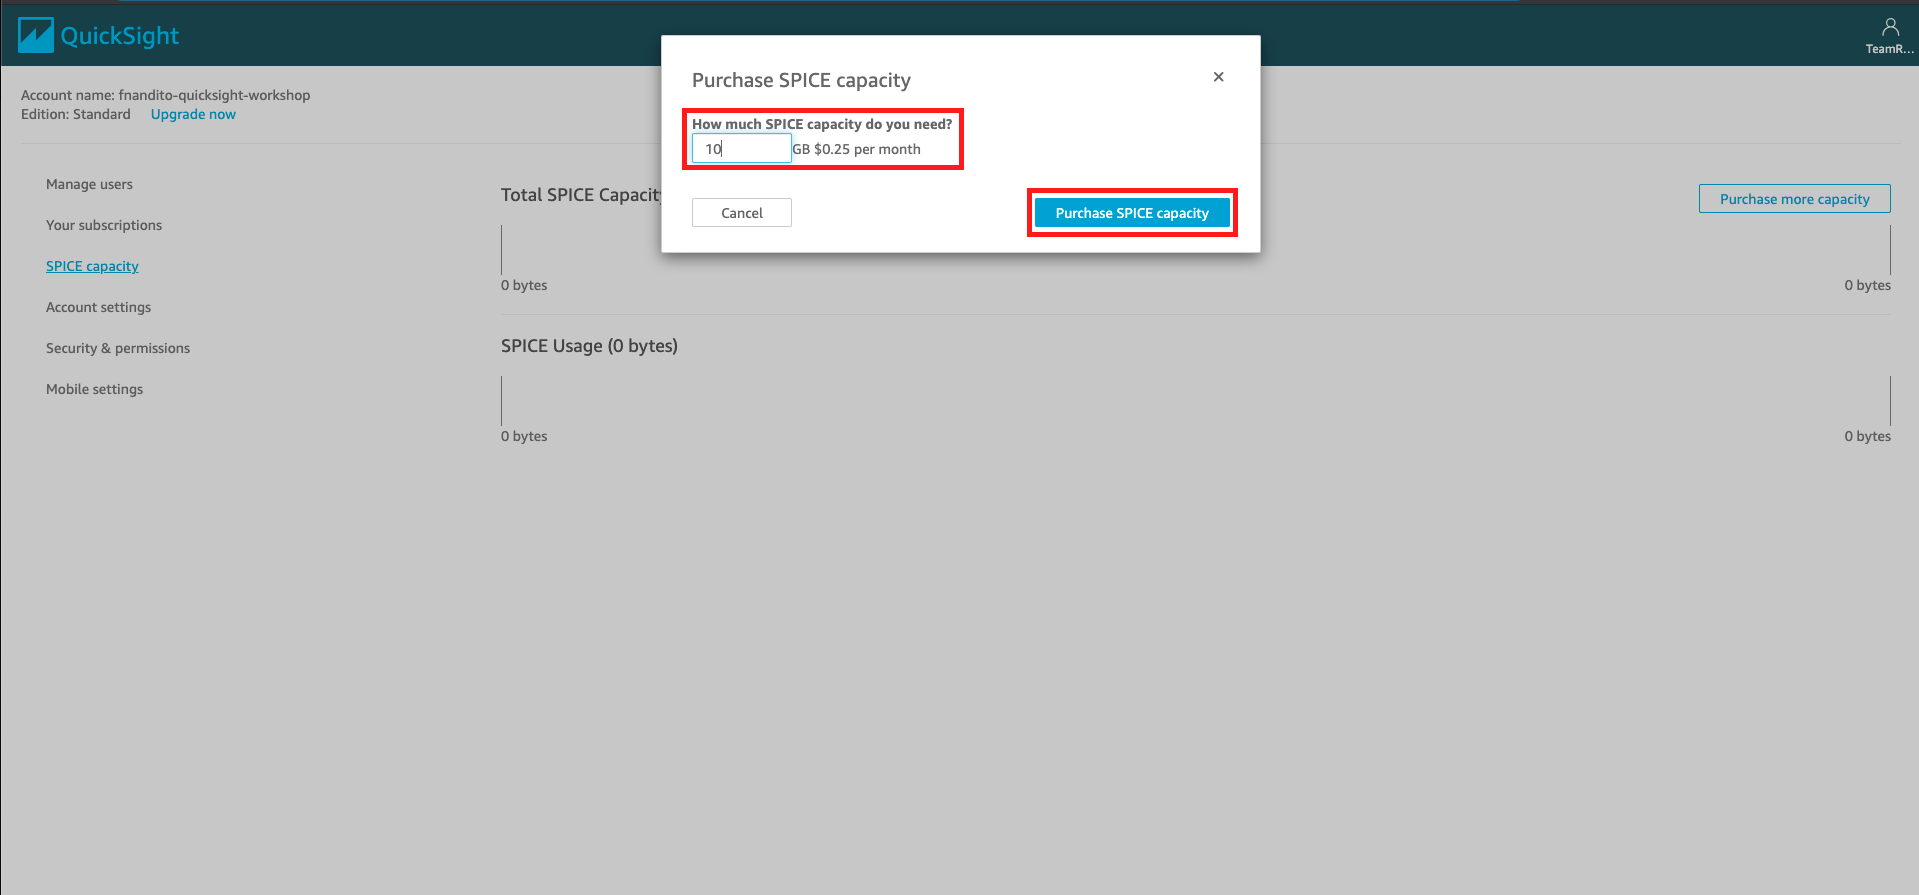 QuickSight
TeamR...
Account name: fnandito-quicksight-workshop
Edition: Standard Upgrade now
Manage users
Your subscriptions
SPICE capacity
Account settings
Security & permissions
Mobile settings
Purchase SPICE capacity
×
How much SPICE capacity do you need?
10 GB $0.25 per month
Cancel
Purchase SPICE capacity
Total SPICE Capacity
Purchase more capacity
0 bytes 0 bytes
SPICE Usage (0 bytes)
0 bytes 0 bytes